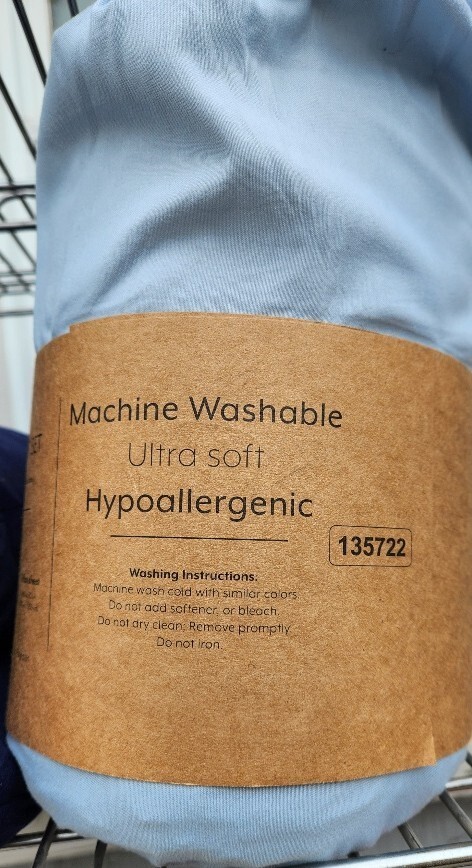 Machine Washable
Ultra soft
Hypoallergenic
135722
Washing Instructions:
Machine wash cold with similar colors.
Do not add softener, or bleach.
Do not dry clean; Remove promptly.
Do not iron.